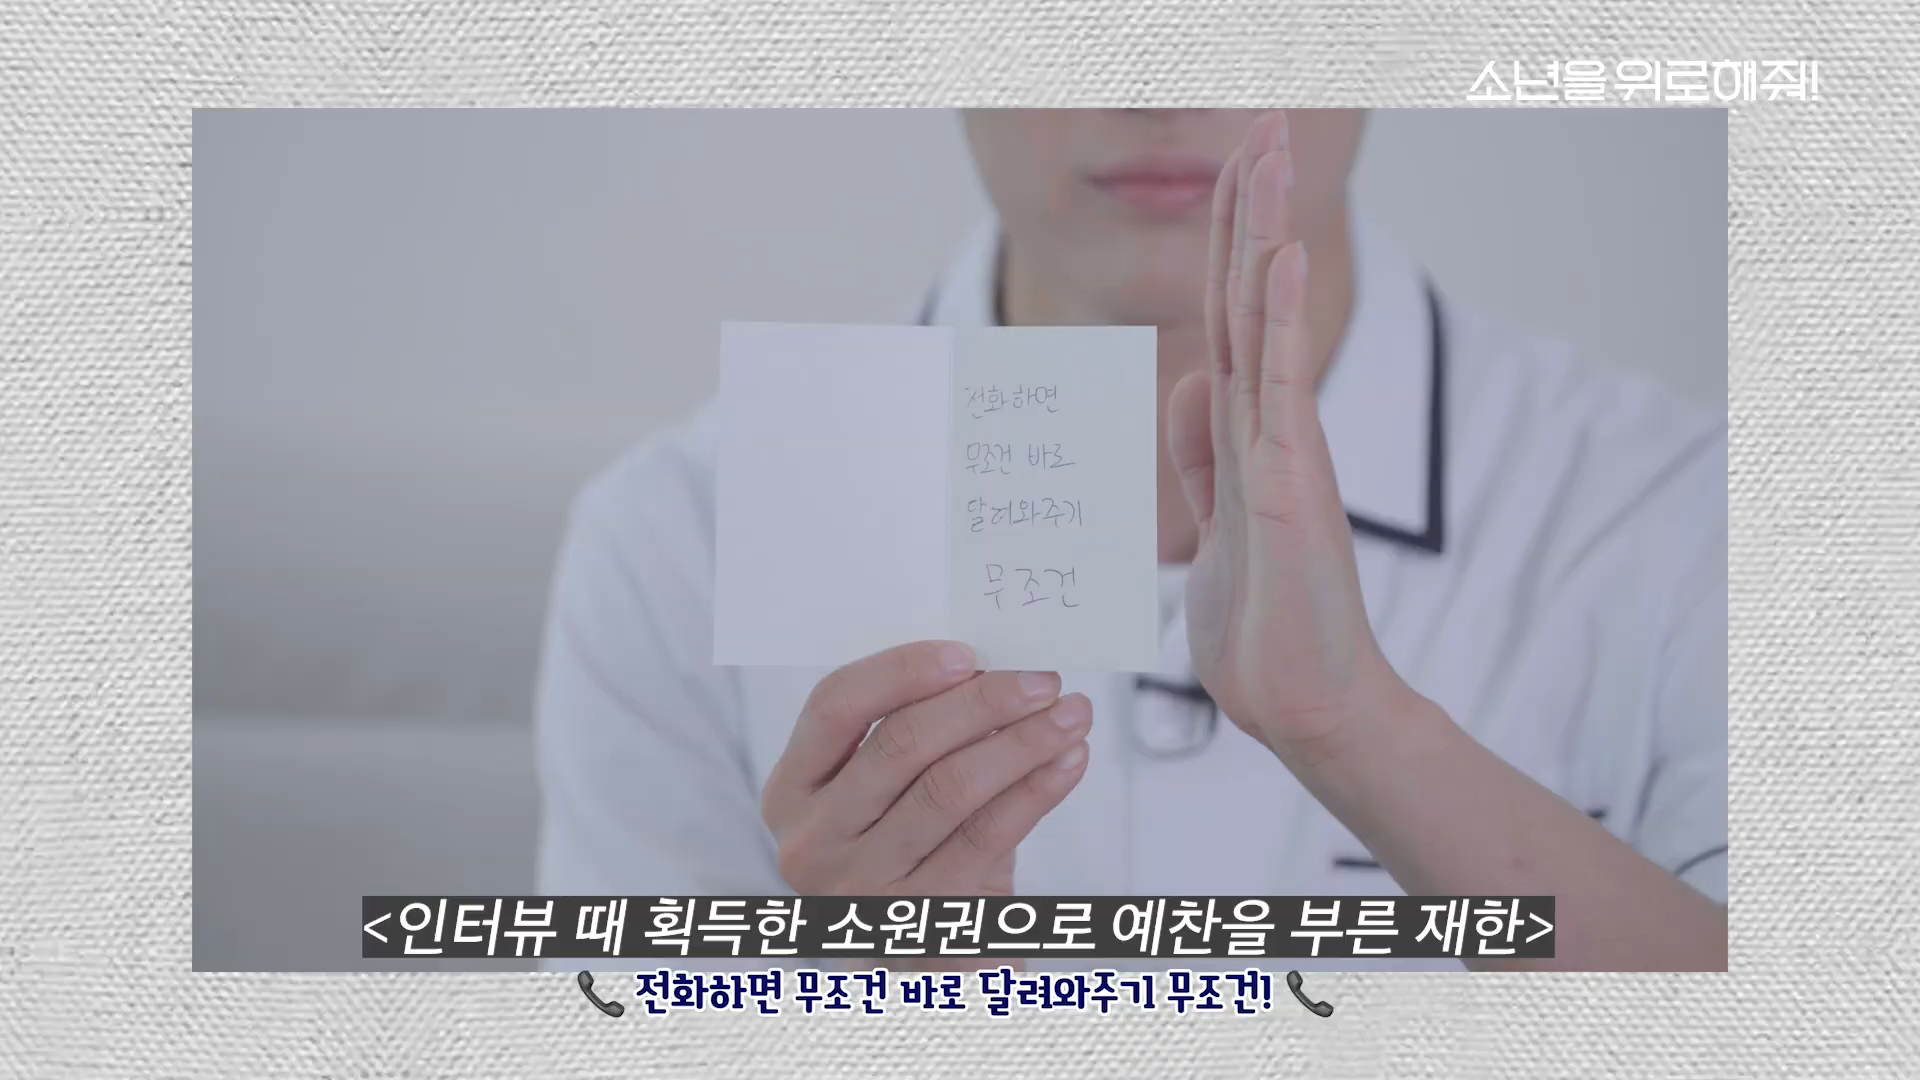 소년을 위로해줘!
전화하면
무조건 바로
달려와주기
무조건
<인터뷰 때 획득한 소원권으로 예찬을 부른 재한>
전화하면 무조건 바로 달려와주기 무조건!